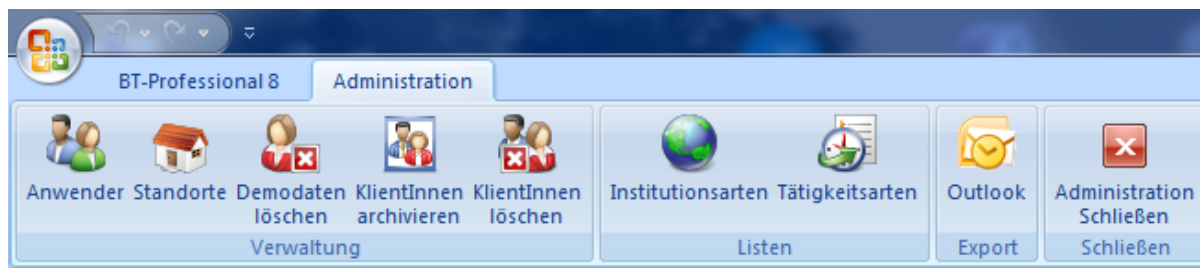 BT-Professional 8 Administration
Anwender Standorte Demodaten KlientInnen KlientInnen Institutionsarten Tätigkeitsarten Outlook Administration
löschen archivieren löschen Schließen
Verwaltung Listen Export Schließen